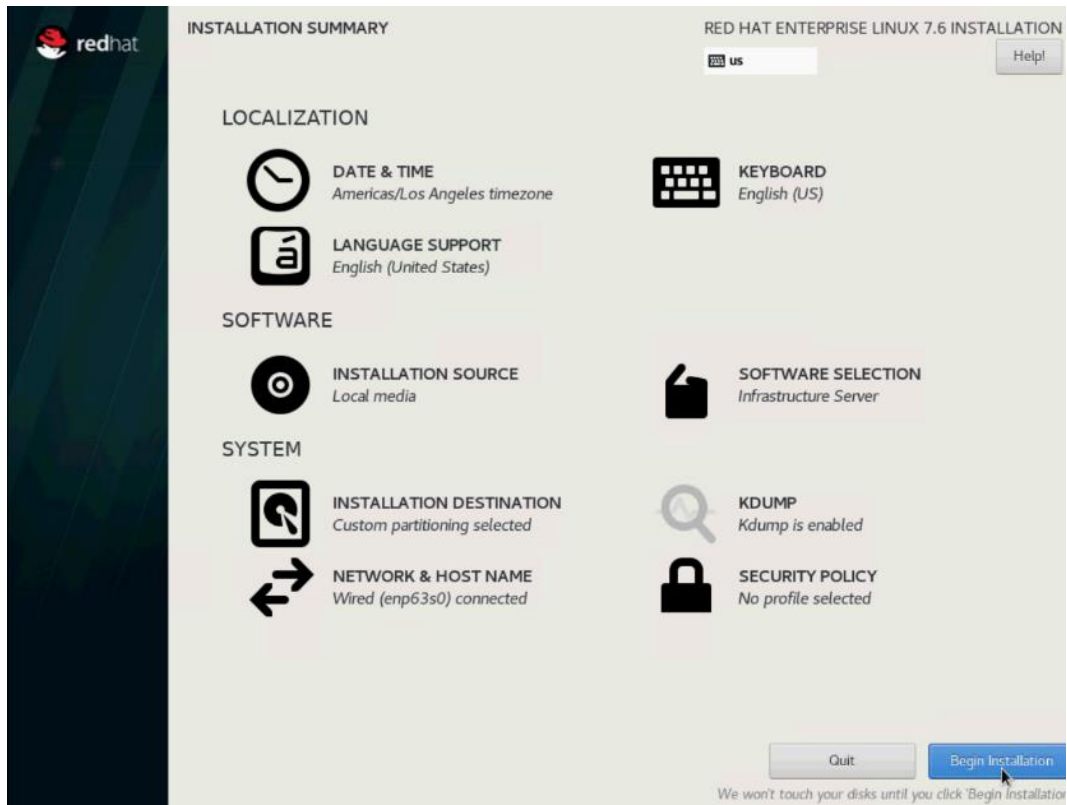 redhat
INSTALLATION SUMMARY
RED HAT ENTERPRISE LINUX 7.6 INSTALLATION
us
Help!
LOCALIZATION
DATE & TIME
Americas/Los Angeles timezone
KEYBOARD
English (US)
á
LANGUAGE SUPPORT
English (United States)
SOFTWARE
INSTALLATION SOURCE
Local media
SOFTWARE SELECTION
Infrastructure Server
SYSTEM
INSTALLATION DESTINATION
Custom partitioning selected
KDUMP
Kdump is enabled
NETWORK & HOST NAME
Wired (enp63s0) connected
SECURITY POLICY
No profile selected
Quit
Begin Installation
We won't touch your disks until you click 'Begin Installation